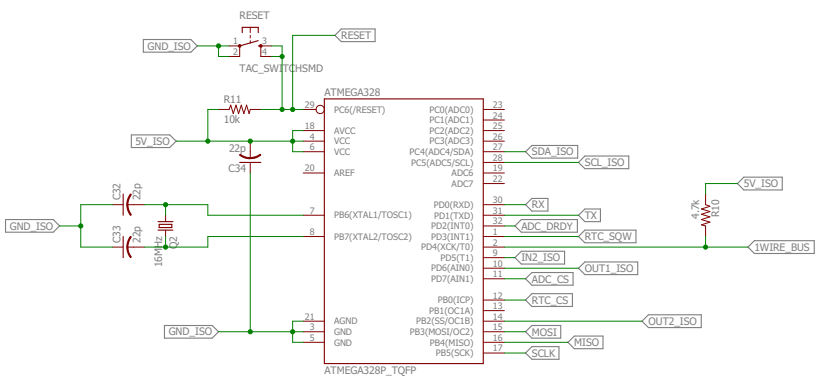 RESET
GND_ISO
1
2
3
4
TAC_SWITCHSMD
RESET
R11
10k
5V_ISO
22p
C34
C32
22p
GND_ISO
C33
22p
16MHz
Q2
GND_ISO
ATMEGA328
29 PC6(/RESET)
18 AVCC
4 VCC
6 VCC
20 AREF
7 PB6(XTAL1/TOSC1)
8 PB7(XTAL2/TOSC2)
21 AGND
3 GND
5 GND
PC0(ADC0) 23
PC1(ADC1) 24
PC2(ADC2) 25
PC3(ADC3) 26
PC4(ADC4/SDA) 27 SDA_ISO
PC5(ADC5/SCL) 28 SCL_ISO
ADC6 19
ADC7 22
PD0(RXD) 30 RX
PD1(TXD) 31 TX
PD2(INT0) 32 ADC_DRDY
PD3(INT1) 1 RTC_SQW
PD4(XCK/T0) 2 1WIRE_BUS
PD5(T1) 9 IN2_ISO
PD6(AIN0) 10 OUT1_ISO
PD7(AIN1) 11 ADC_CS
PB0(ICP) 12 RTC_CS
PB1(OC1A) 13
PB2(SS/OC1B) 14 OUT2_ISO
PB3(MOSI/OC2) 15 MOSI
PB4(MISO) 16 MISO
PB5(SCK) 17 SCLK
ATMEGA328P_TQFP
5V_ISO
4.7k
R10